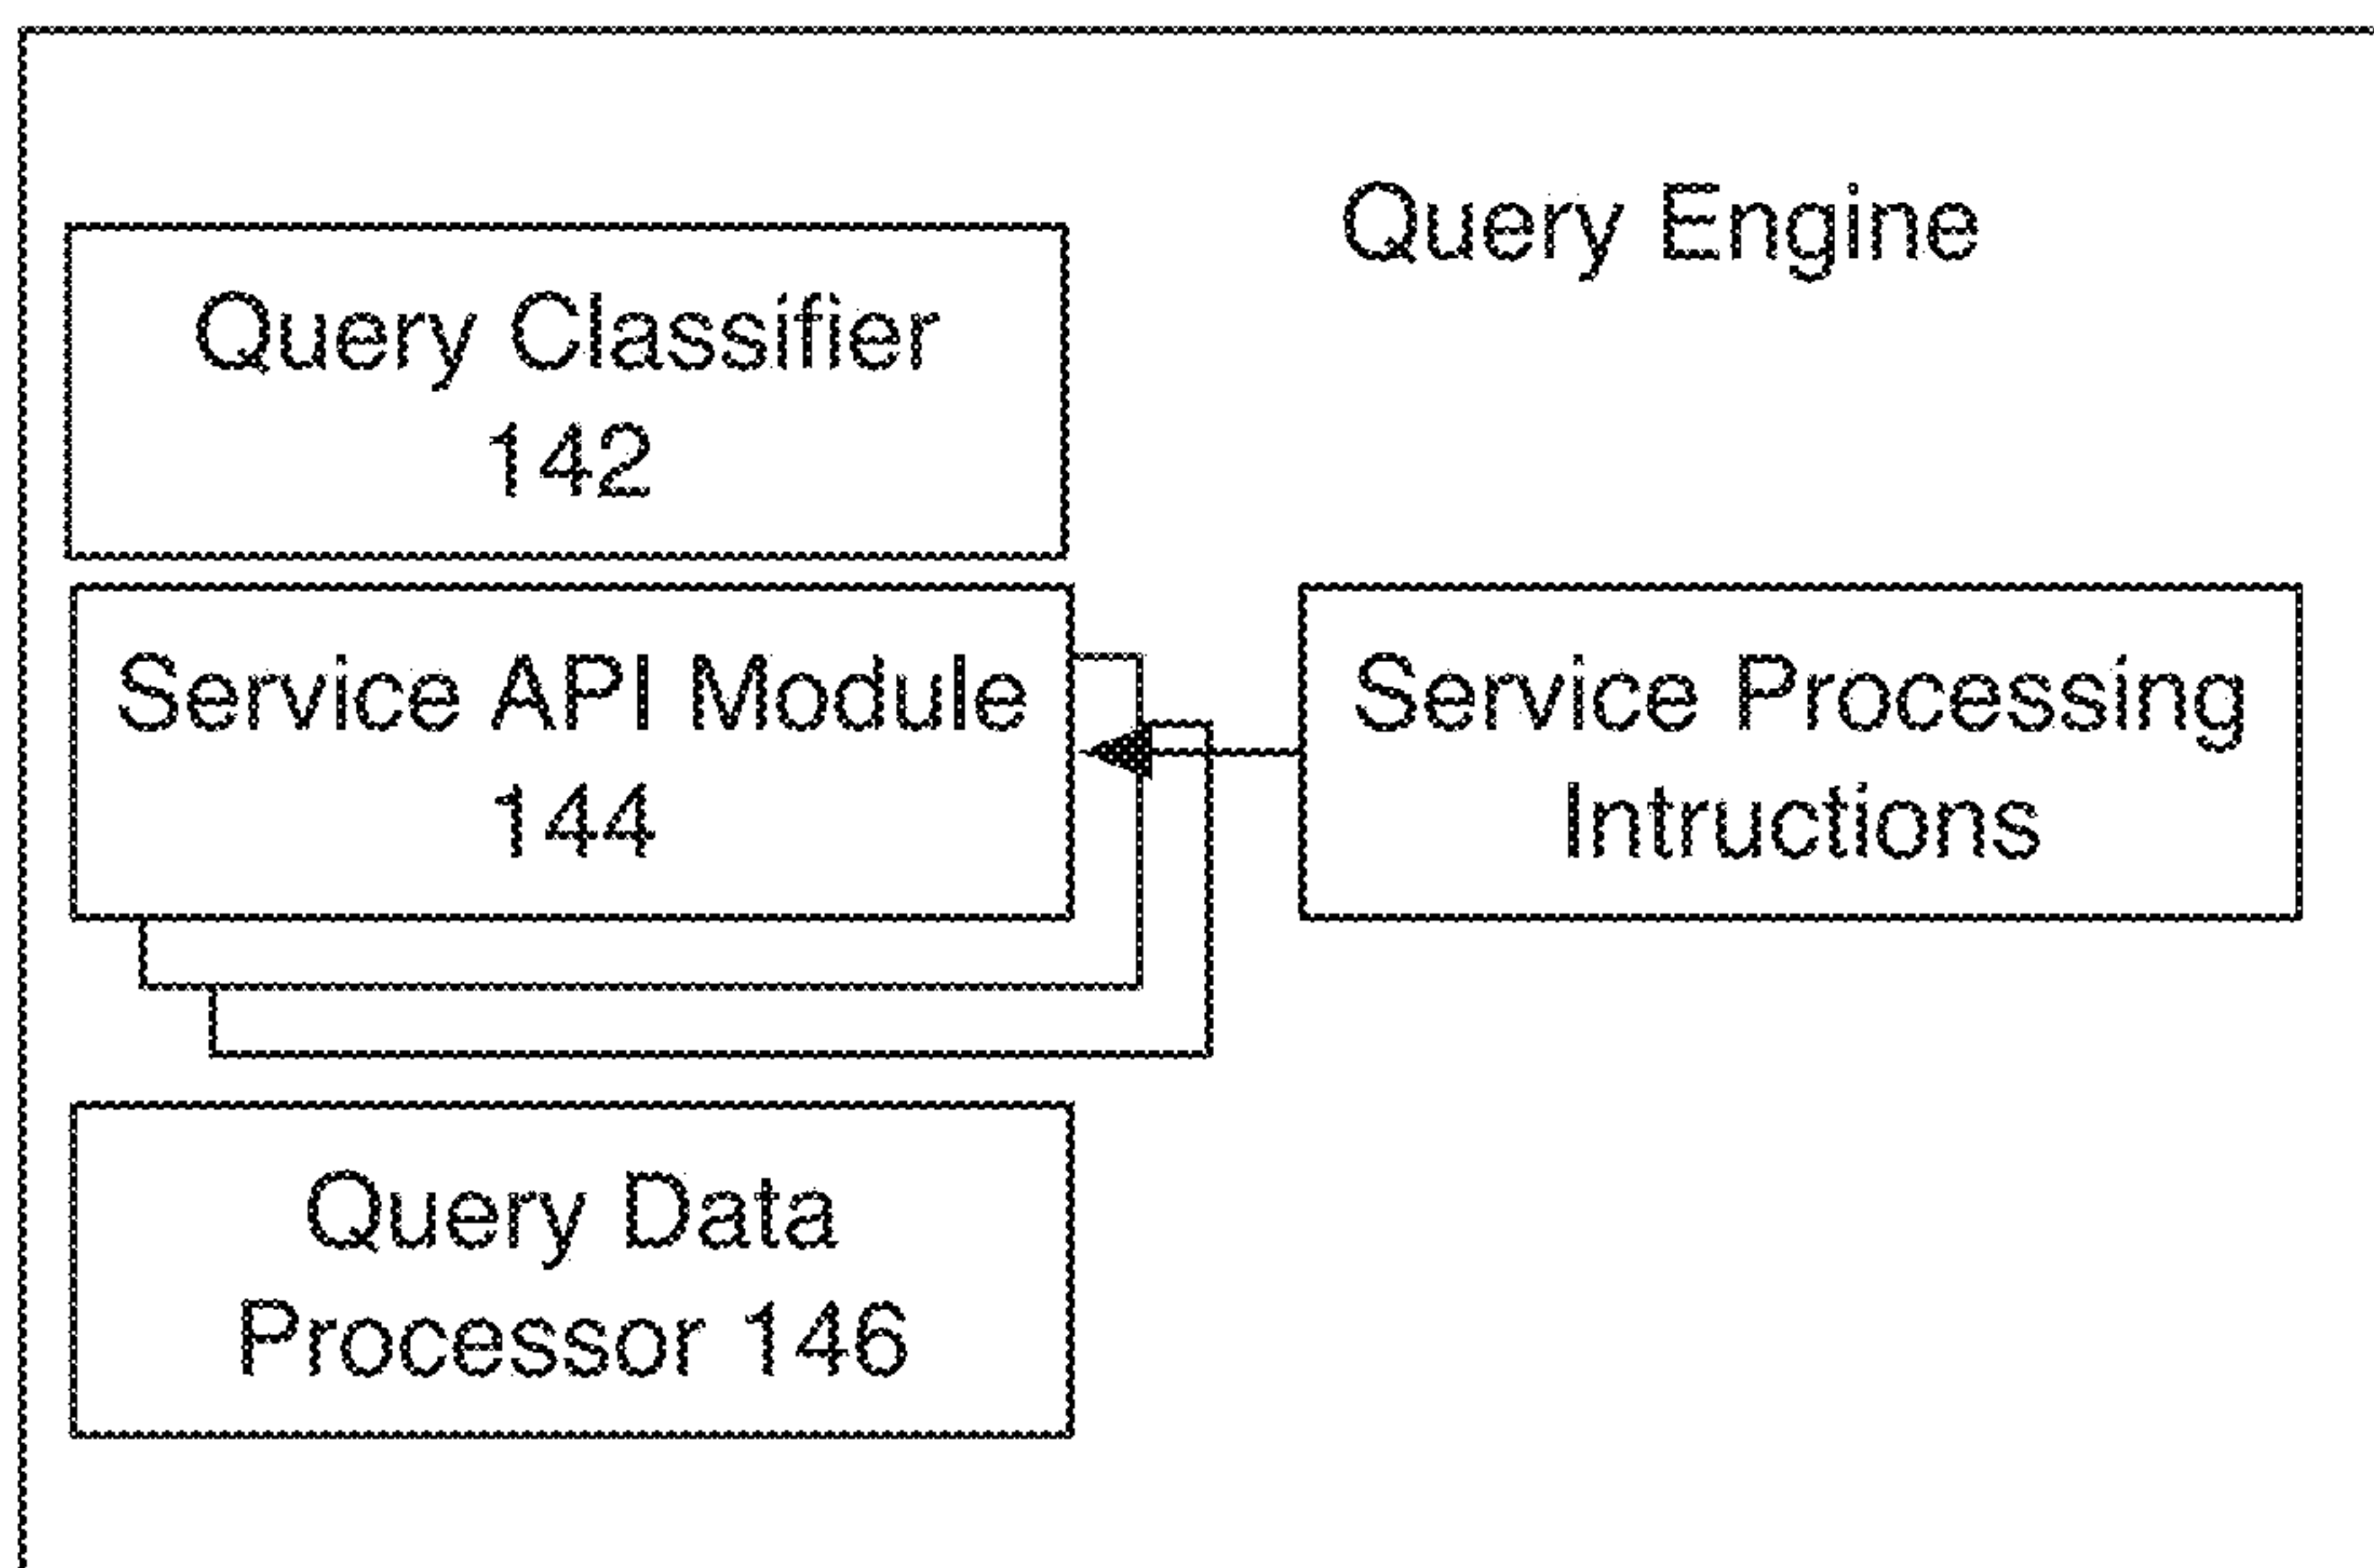 Query Engine
Query Classifier
142
Service API Module
144
Service Processing
Intructions
Query Data
Processor 146